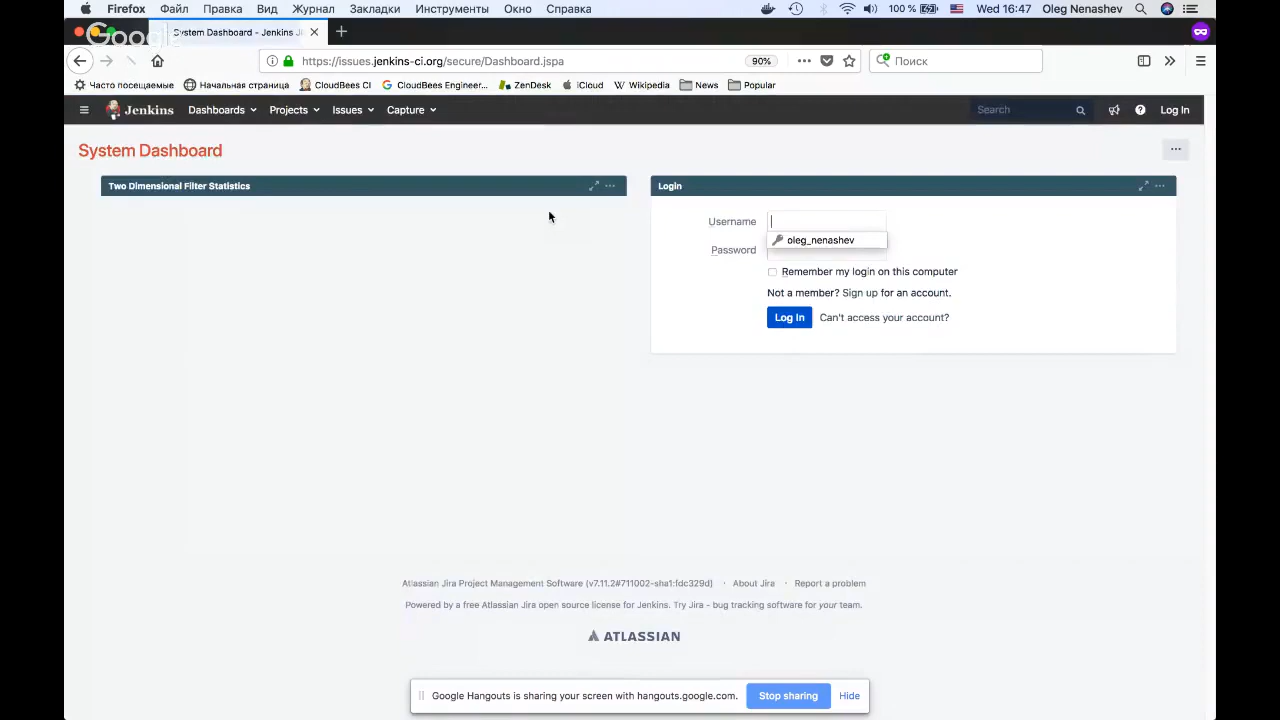 Firefox Файл Правка Вид Журнал Закладки Инструменты Окно Справка 100 % Wed 16:47 Oleg Nenashev
Google
System Dashboard - Jenkins JI
https://issues.jenkins-ci.org/secure/Dashboard.jspa 90% Поиск
Часто посещаемые Начальная страница CloudBees CI CloudBees Engineer... ZenDesk iCloud Wikipedia News Popular
Jenkins Dashboards Projects Issues Capture Search Log In
System Dashboard
Two Dimensional Filter Statistics
Login
Username
oleg_nenashev
Password
Remember my login on this computer
Not a member? Sign up for an account.
Log In Can't access your account?
Atlassian Jira Project Management Software (v7.11.2#711002-sha1:fdc329d) · About Jira · Report a problem
Powered by a free Atlassian Jira open source license for Jenkins. Try Jira - bug tracking software for your team.
ATLASSIAN
Google Hangouts is sharing your screen with hangouts.google.com. Stop sharing Hide